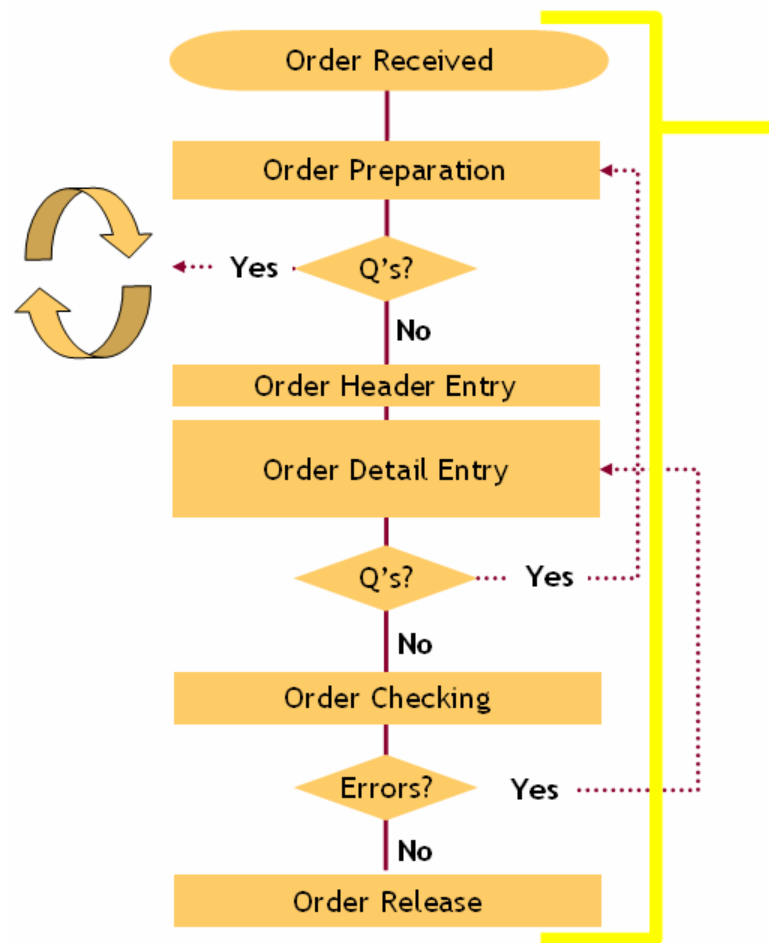 Order Received
Order Preparation
Yes
Q's?
No
Order Header Entry
Order Detail Entry
Q's?
Yes
No
Order Checking
Errors?
Yes
No
Order Release